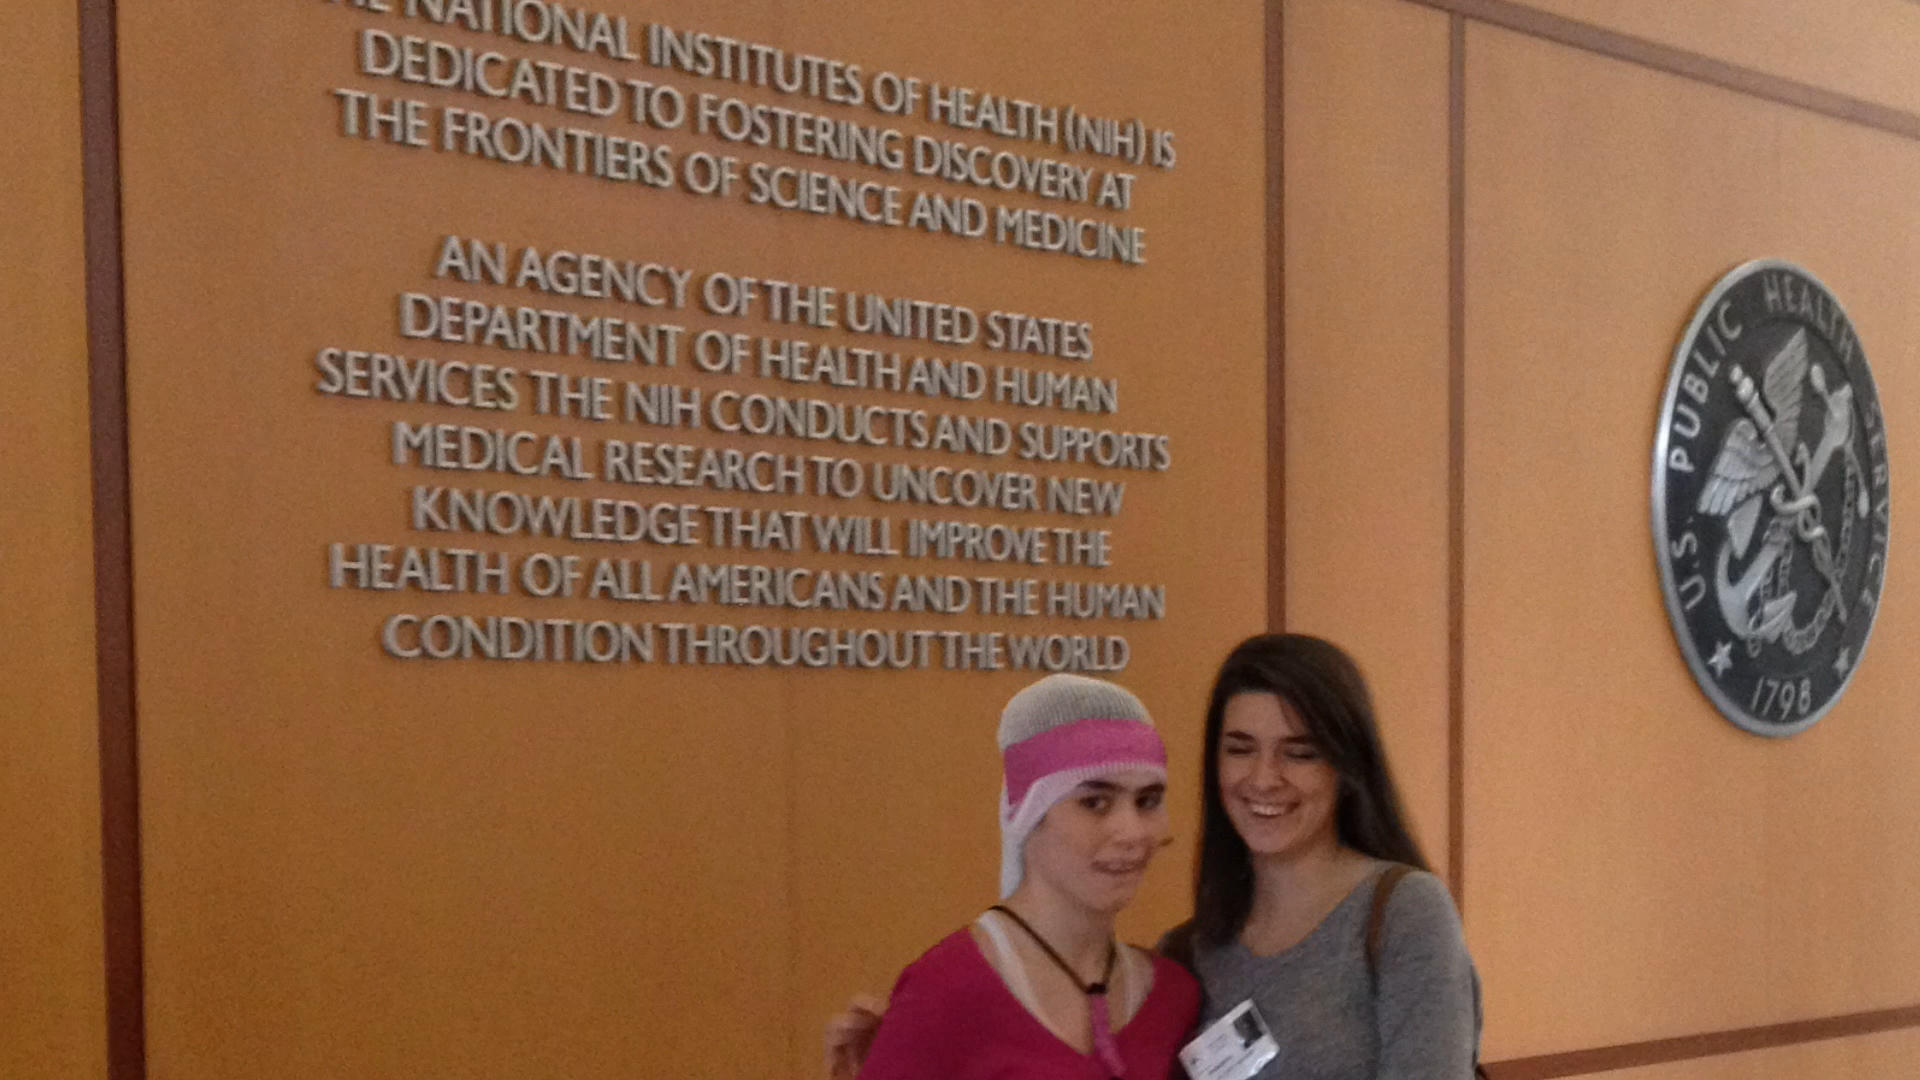 THE NATIONAL INSTITUTES OF HEALTH (NIH) IS
DEDICATED TO FOSTERING DISCOVERY AT
THE FRONTIERS OF SCIENCE AND MEDICINE
AN AGENCY OF THE UNITED STATES
DEPARTMENT OF HEALTH AND HUMAN
SERVICES THE NIH CONDUCTS AND SUPPORTS
MEDICAL RESEARCH TO UNCOVER NEW
KNOWLEDGE THAT WILL IMPROVE THE
HEALTH OF ALL AMERICANS AND THE HUMAN
CONDITION THROUGHOUT THE WORLD
U.S. PUBLIC HEALTH SERVICE
1798